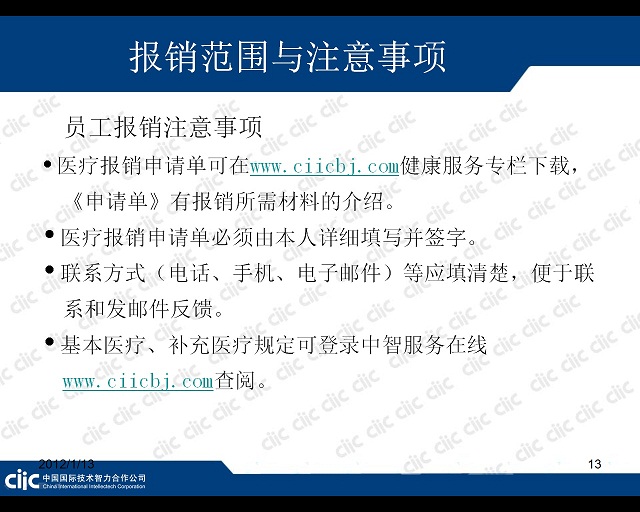 报销范围与注意事项
员工报销注意事项
• 医疗报销申请单可在www.ciicbj.com健康服务专栏下载，
《申请单》有报销所需材料的介绍。
• 医疗报销申请单必须由本人详细填写并签字。
• 联系方式（电话、手机、电子邮件）等应填清楚，便于联
系和发邮件反馈。
• 基本医疗、补充医疗规定可登录中智服务在线
www.ciicbj.com查阅。
2012/1/13
13
ciic 中国国际技术智力合作公司
China International Intellectech Corporation